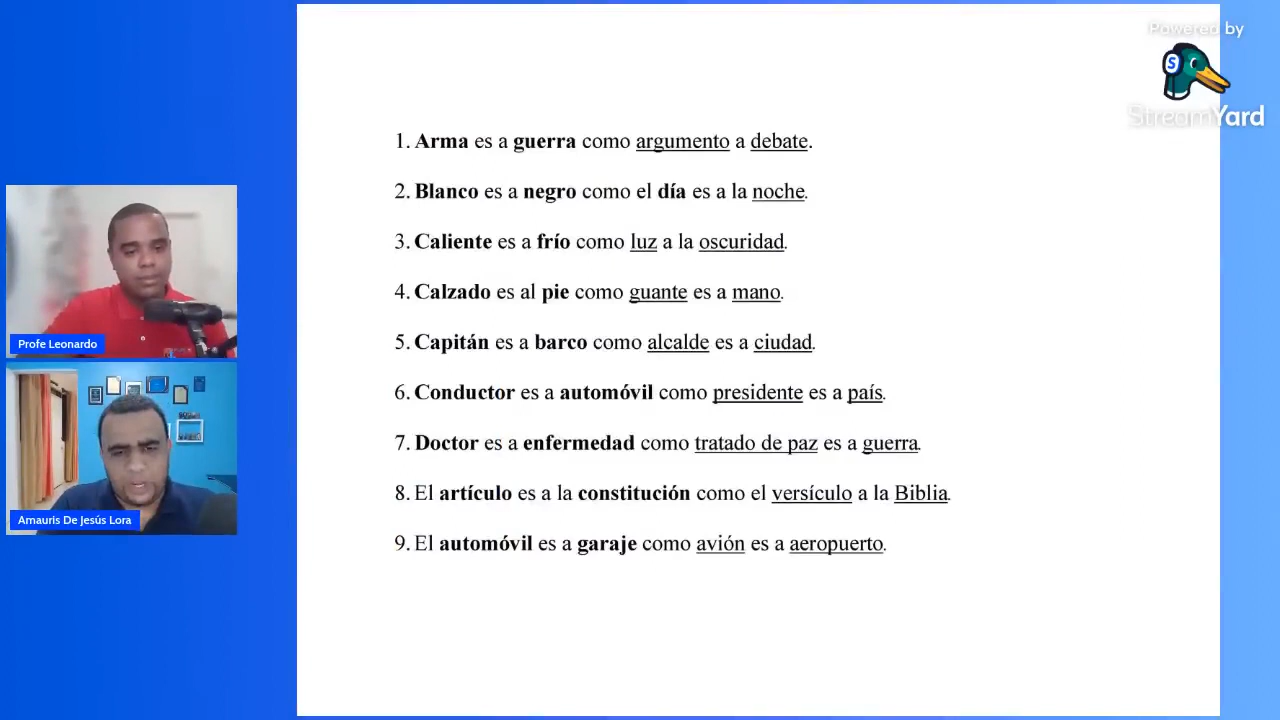 Powered by
StreamYard
1. Arma es a guerra como argumento a debate.
2. Blanco es a negro como el día es a la noche.
3. Caliente es a frío como luz a la oscuridad.
4. Calzado es al pie como guante es a mano.
5. Capitán es a barco como alcalde es a ciudad.
6. Conductor es a automóvil como presidente es a país.
7. Doctor es a enfermedad como tratado de paz es a guerra.
8. El artículo es a la constitución como el versículo a la Biblia.
9. El automóvil es a garaje como avión es a aeropuerto.
Profe Leonardo
Amauris De Jesús Lora